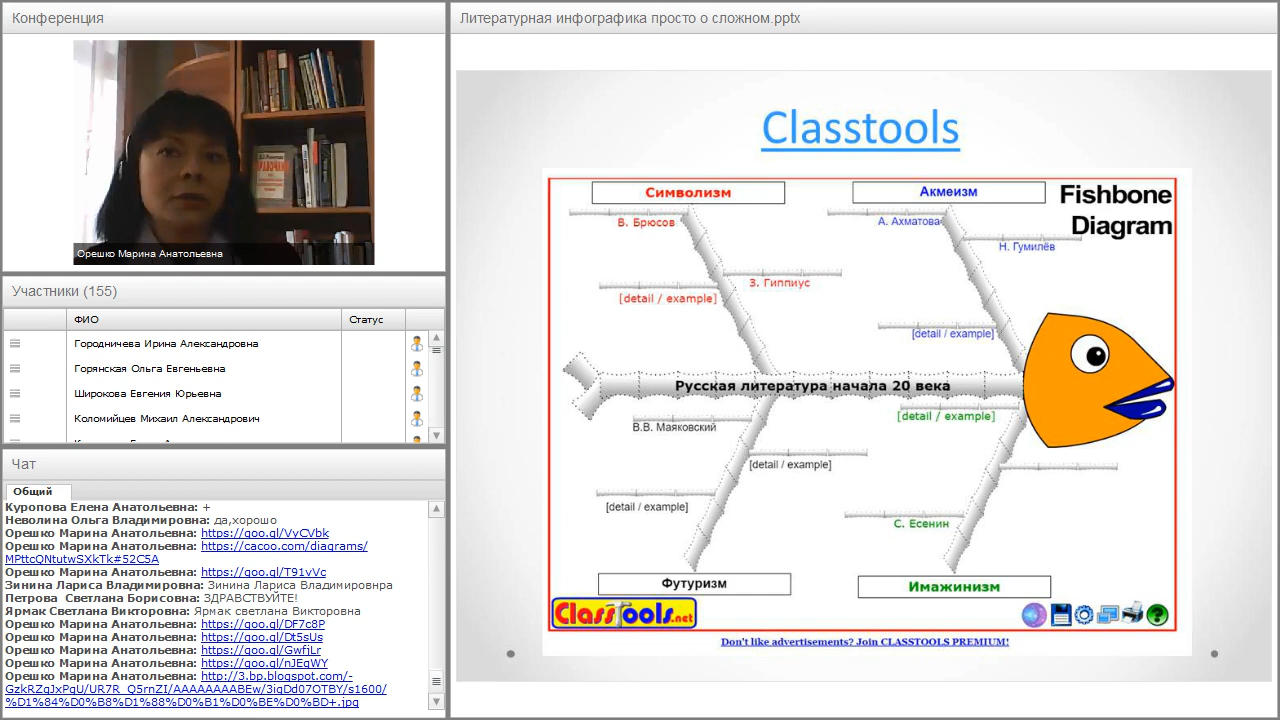 Конференция
Орешко Марина Анатольевна
Участники (155)
ФИО
Статус
Городничева Ирина Александровна
Горянская Ольга Евгеньевна
Широкова Евгения Юрьевна
Коломийцев Михаил Александрович
Чат
Общий
Куропова Елена Анатольевна: +
Неволина Ольга Владимировна: да,хорошо
Орешко Марина Анатольевна: https://goo.gl/VyCVbk
Орешко Марина Анатольевна: https://cacoo.com/diagrams/
MPttcQNtutwSXkTk#52C5A
Орешко Марина Анатольевна: https://goo.gl/T91vVc
Зинина Лариса Владимировна: Зинина Лариса Владимировнра
Петрова Светлана Борисовна: ЗДРАВСТВУЙТЕ!
Ярмак Светлана Викторовна: Ярмак светлана Викторовна
Орешко Марина Анатольевна: https://goo.gl/DF7c8P
Орешко Марина Анатольевна: https://goo.gl/Dt5sUs
Орешко Марина Анатольевна: https://goo.gl/GwfjLr
Орешко Марина Анатольевна: https://goo.gl/nJEqWY
Орешко Марина Анатольевна: http://3.bp.blogspot.com/-
GzkRZgJxPgU/UR7R_Q5rnZI/AAAAAAAABEw/3igDd07OTBY/s1600/
%D1%84%D0%B8%D1%88%D0%B1%D0%BE%D0%BD+.jpg
Литературная инфографика просто о сложном.pptx
Classtools
Символизм
Акмеизм
Fishbone
Diagram
В. Брюсов
А. Ахматова
Н. Гумилёв
З. Гиппиус
[detail / example]
[detail / example]
Русская литература начала 20 века
[detail / example]
В.В. Маяковский
[detail / example]
[detail / example]
С. Есенин
Футуризм
Имажинизм
ClassTools.net
Don't like advertisements? Join CLASSTOOLS PREMIUM!